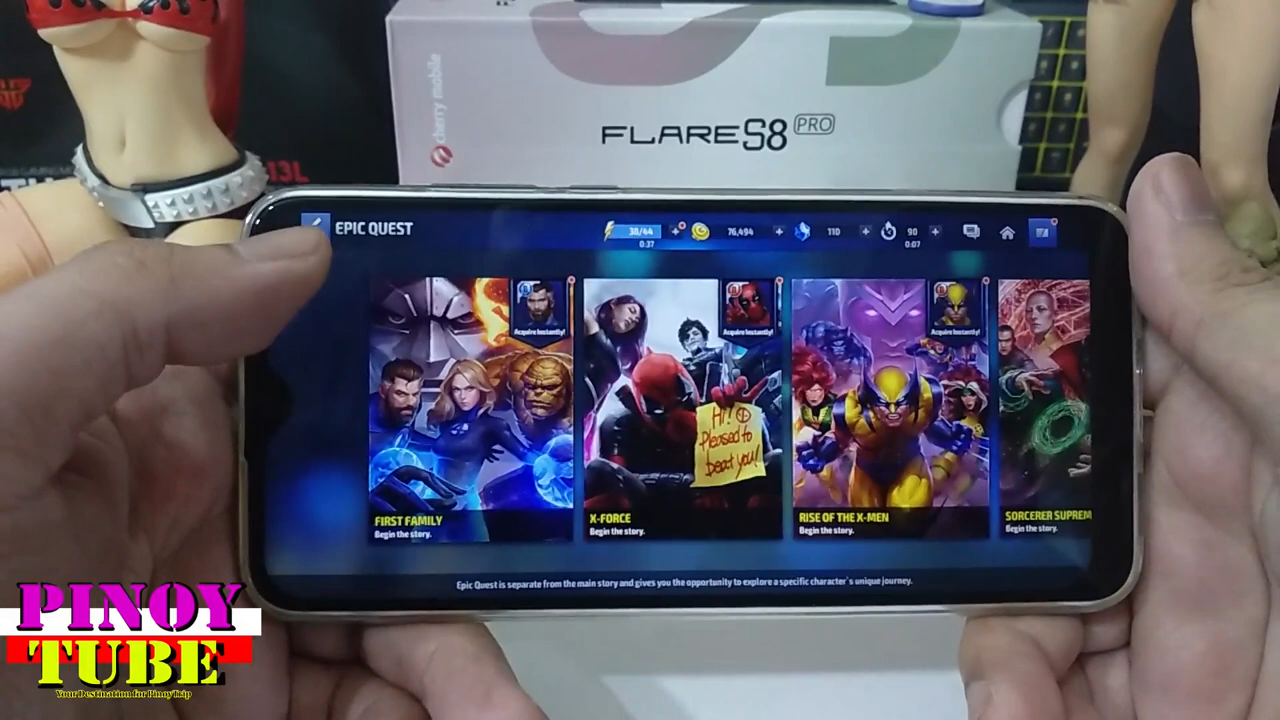 cherry mobile
FLARE S8 PRO
13L
EPIC QUEST
38/44
0:37
76,494
110
90
0:07
Acquire Instantly!
Acquire Instantly!
Acquire Instantly!
Hi!
Pleased to
beat you!
FIRST FAMILY
Begin the story.
X-FORCE
Begin the story.
RISE OF THE X-MEN
Begin the story.
SORCERER SUPREM
Begin the story.
Epic Quest is separate from the main story and gives you the opportunity to explore a specific character's unique journey.
PINOY
TUBE
Your Destination for PinoyTrip